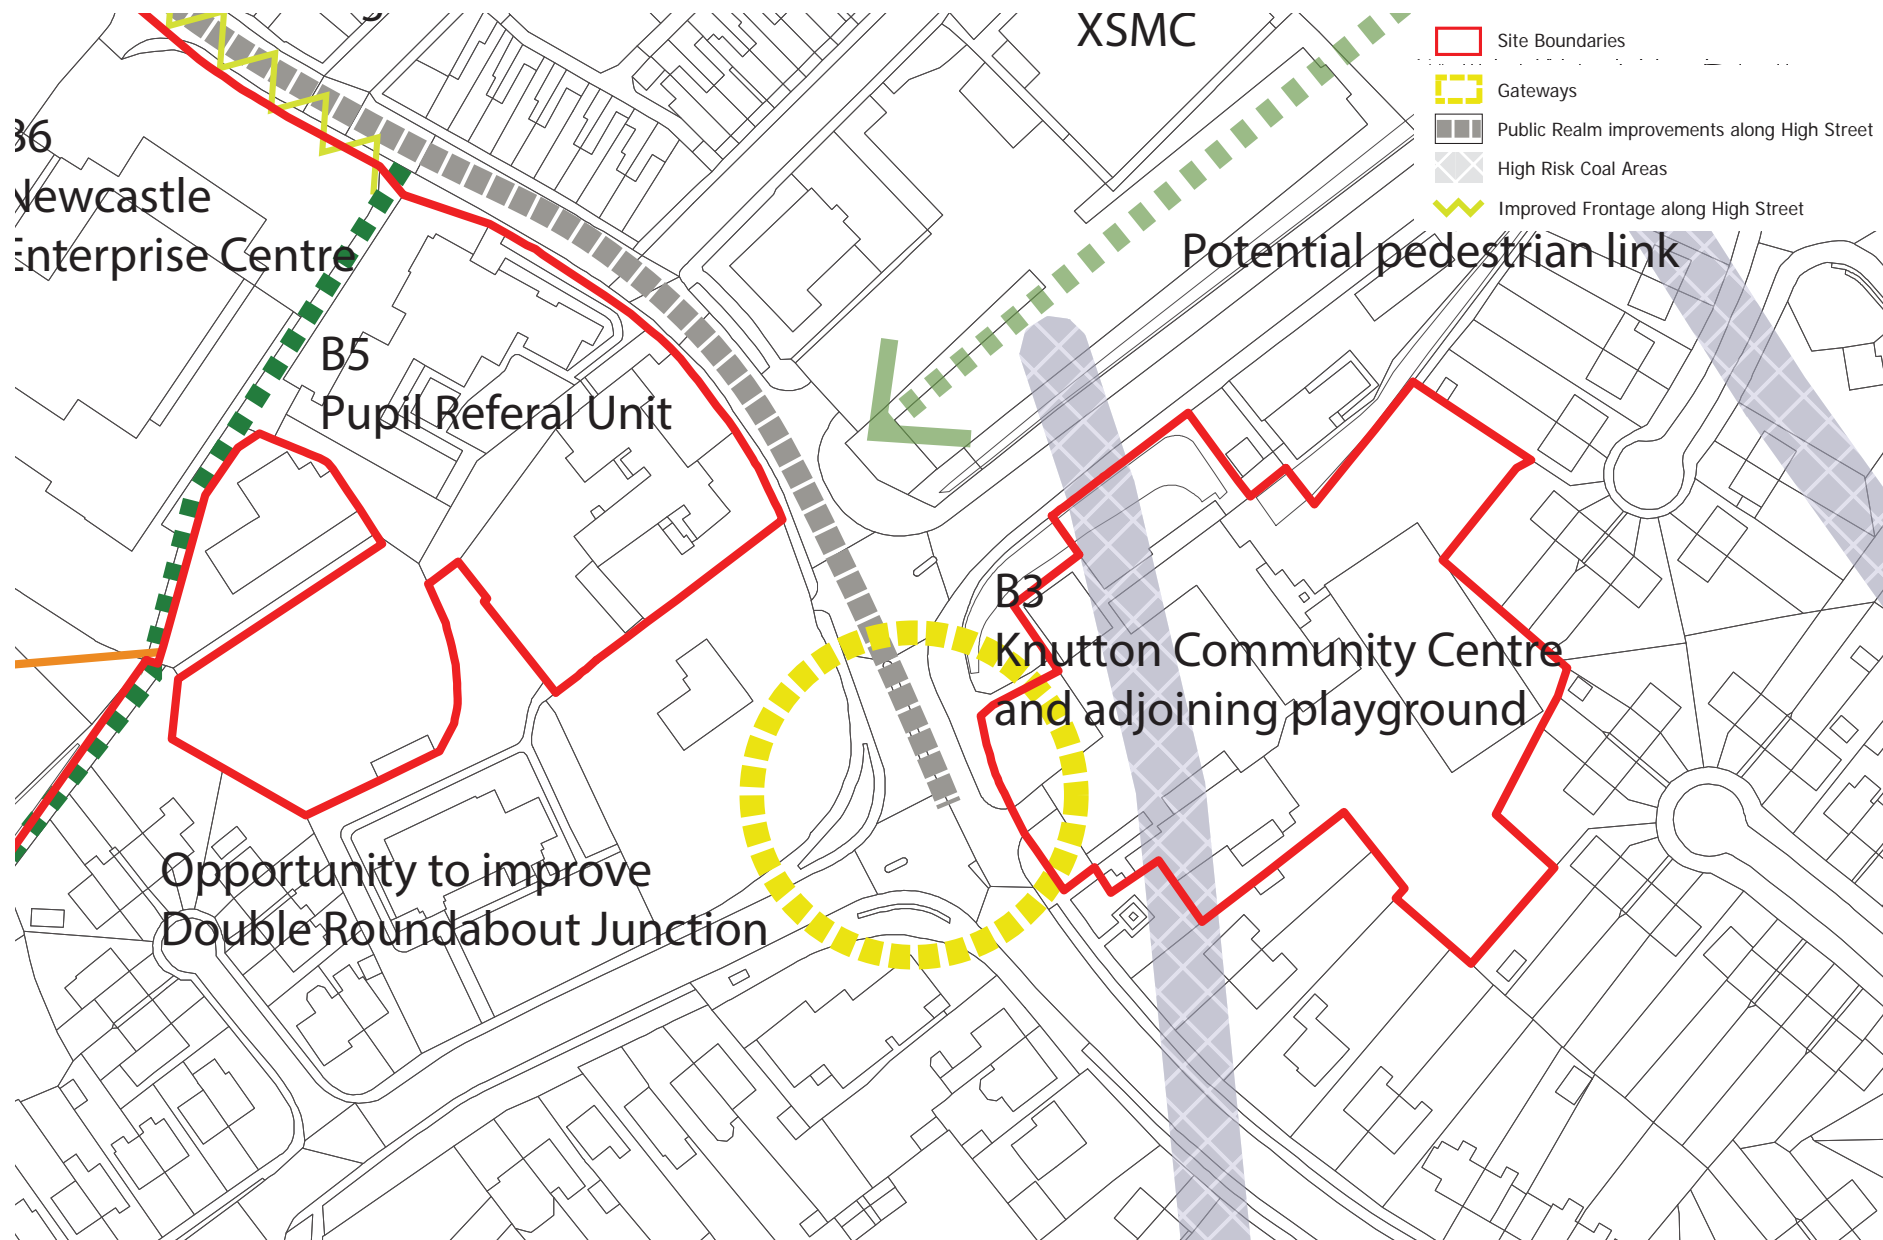 XSMC
Site Boundaries
Gateways
Public Realm improvements along High Street
High Risk Coal Areas
Improved Frontage along High Street
Potential pedestrian link
B6
Newcastle
Enterprise Centre
B5
Pupil Referal Unit
B3
Knutton Community Centre
and adjoining playground
Opportunity to improve
Double Roundabout Junction